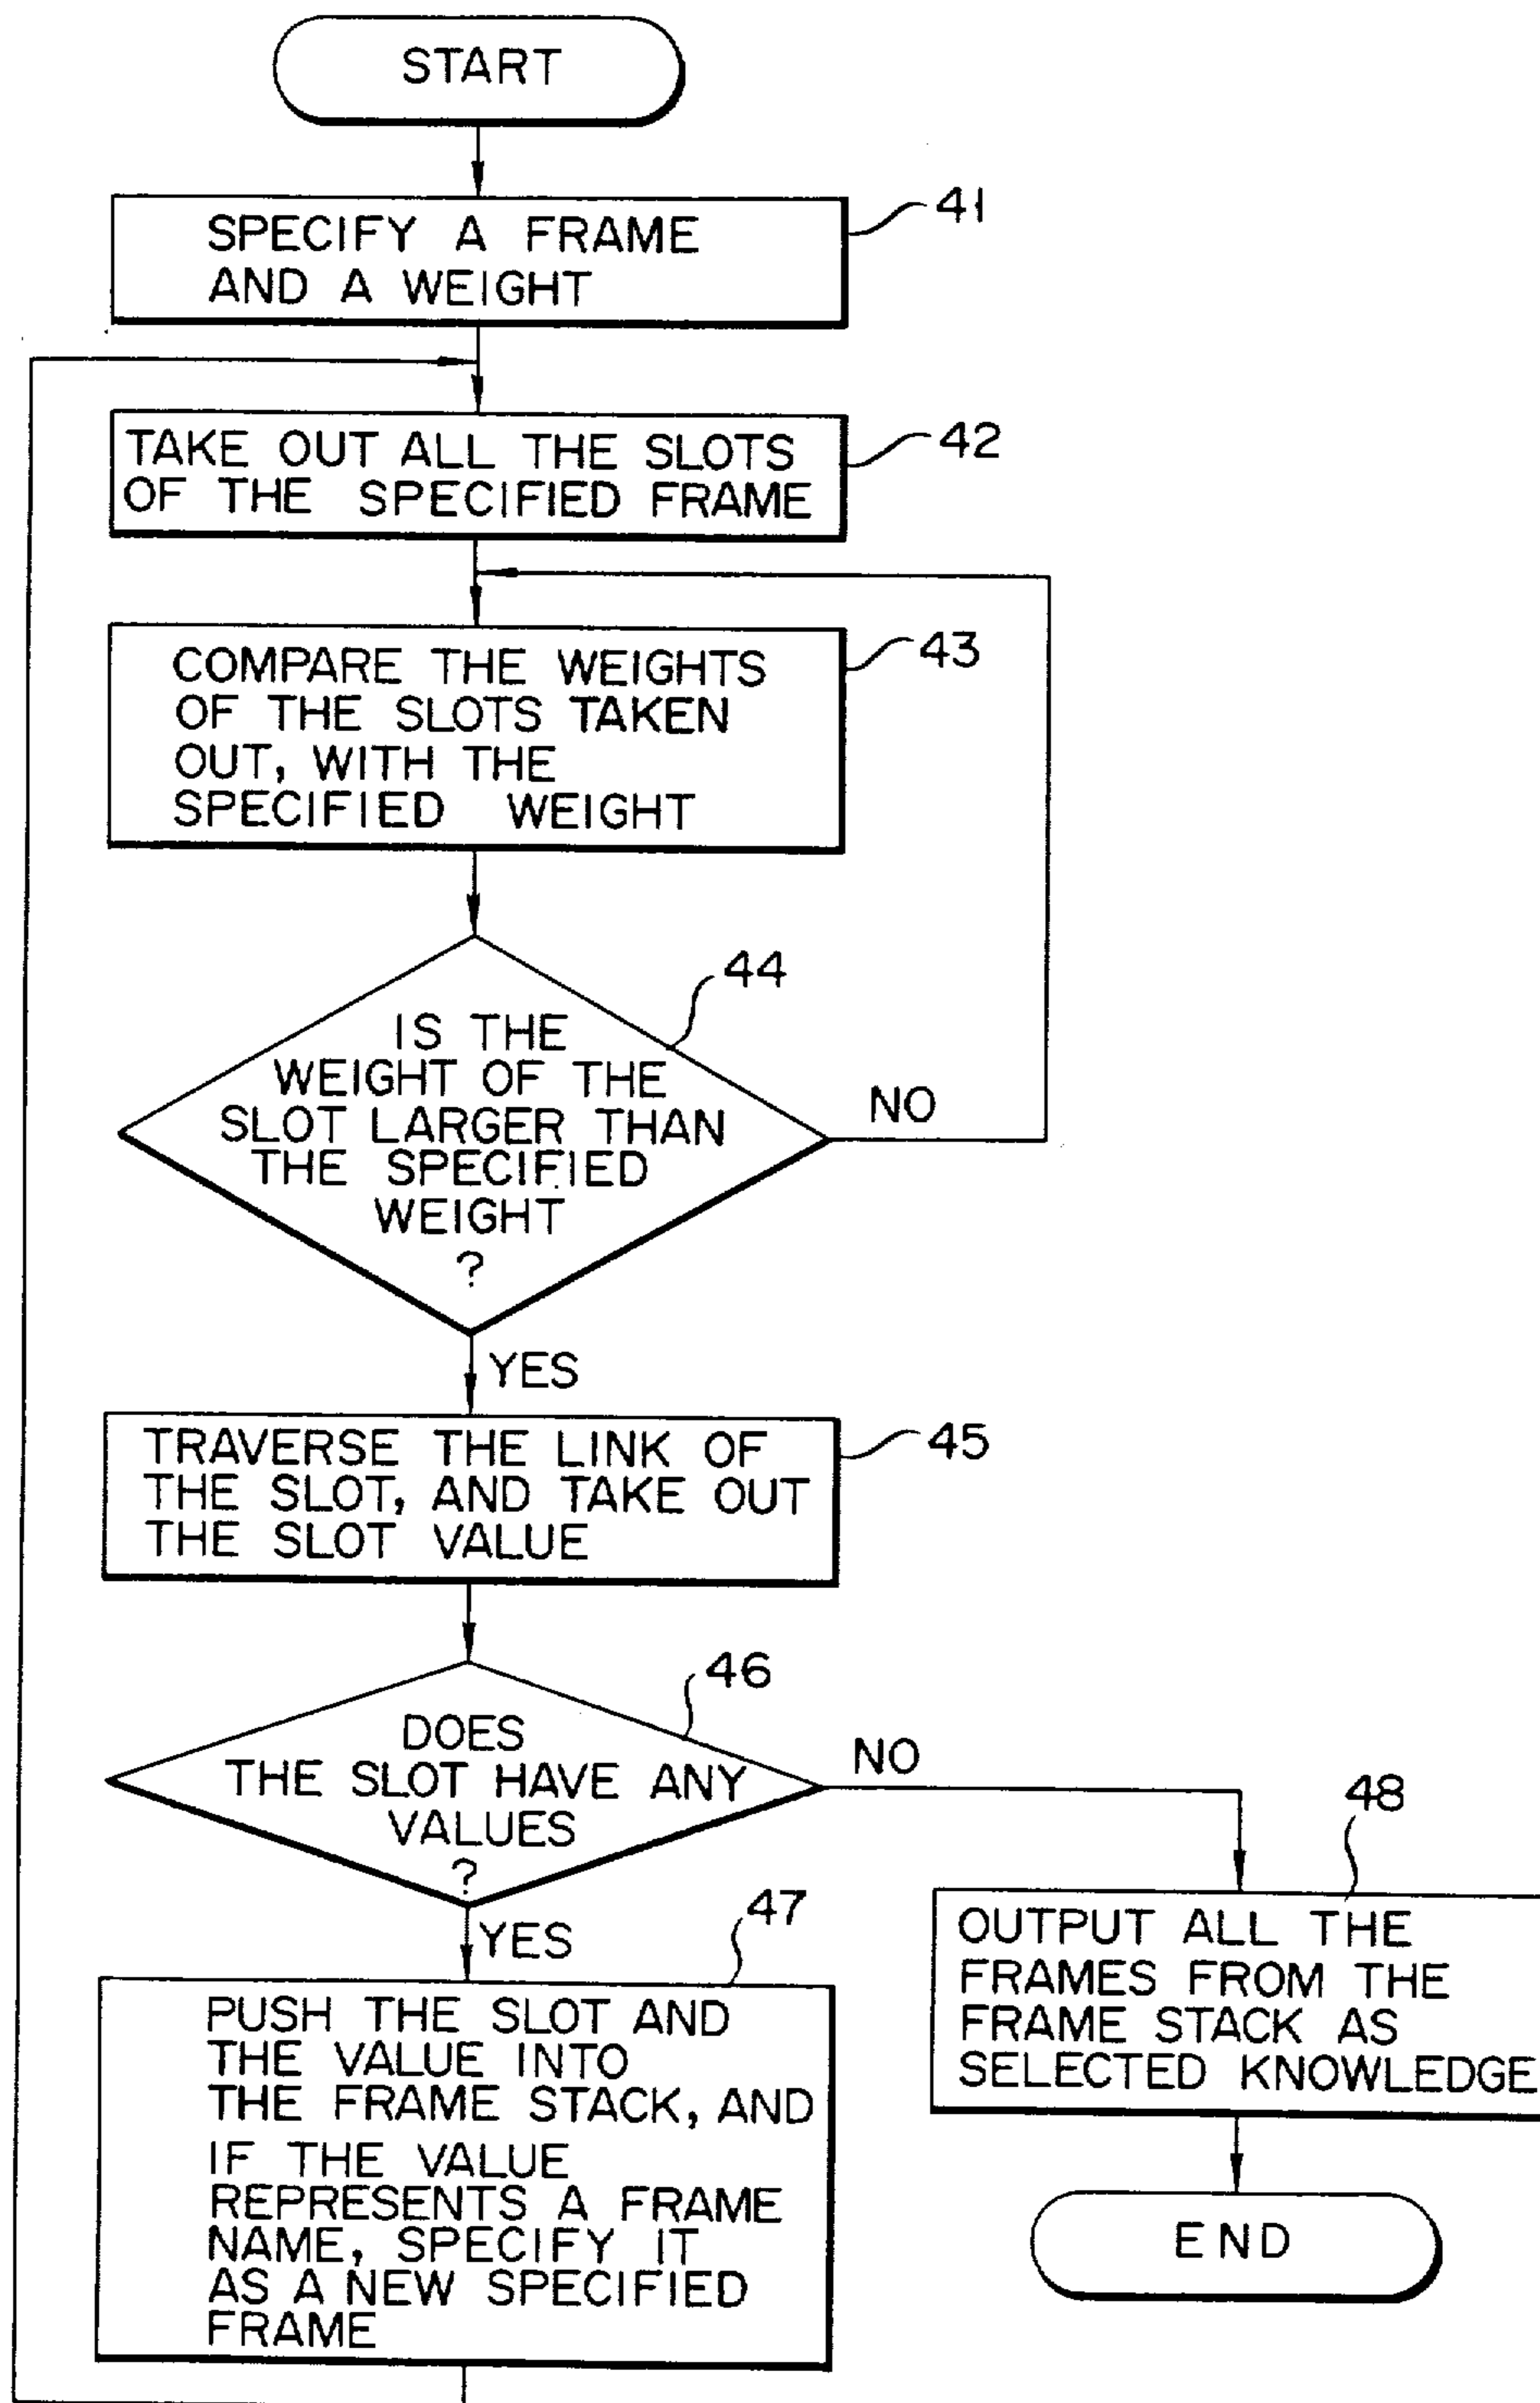 START
41
SPECIFY A FRAME
AND A WEIGHT
42
TAKE OUT ALL THE SLOTS
OF THE SPECIFIED FRAME
43
COMPARE THE WEIGHTS
OF THE SLOTS TAKEN
OUT, WITH THE
SPECIFIED WEIGHT
44
IS THE
WEIGHT OF THE
SLOT LARGER THAN
THE SPECIFIED
WEIGHT
?
NO
YES
45
TRAVERSE THE LINK OF
THE SLOT, AND TAKE OUT
THE SLOT VALUE
46
DOES
THE SLOT HAVE ANY
VALUES
?
NO
YES
47
PUSH THE SLOT AND
THE VALUE INTO
THE FRAME STACK, AND
IF THE VALUE
REPRESENTS A FRAME
NAME, SPECIFY IT
AS A NEW SPECIFIED
FRAME
48
OUTPUT ALL THE
FRAMES FROM THE
FRAME STACK AS
SELECTED KNOWLEDGE
END